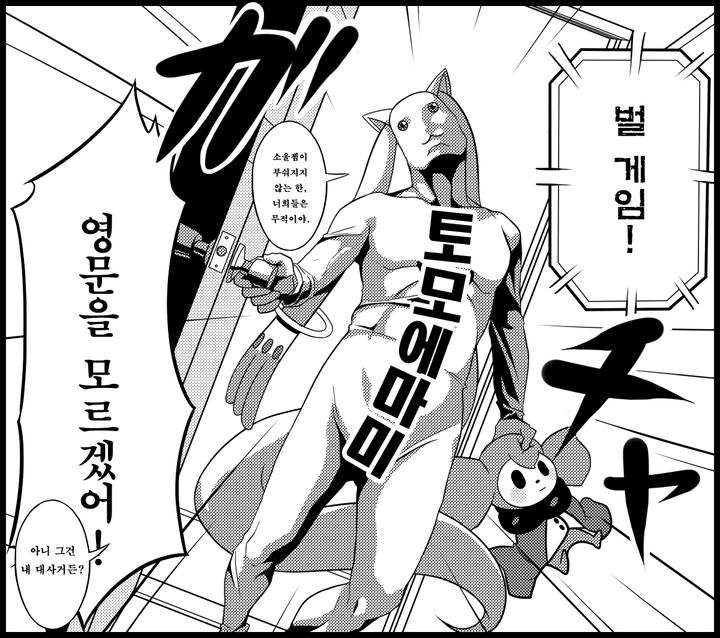 벌 게임!
ガ
소울젬이
부숴지지
않는 한,
너희들은
무적이야.
토모에마미
チャ
영문을 모르겠어!
아니 그건
내 대사거든?